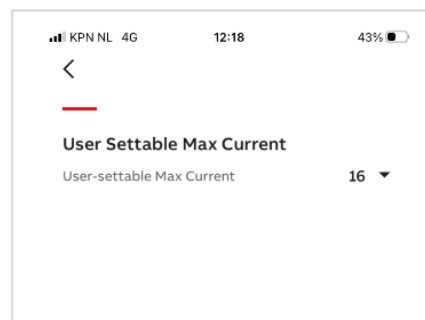 KPN NL 4G 12:18 43%
User Settable Max Current
User-settable Max Current 16